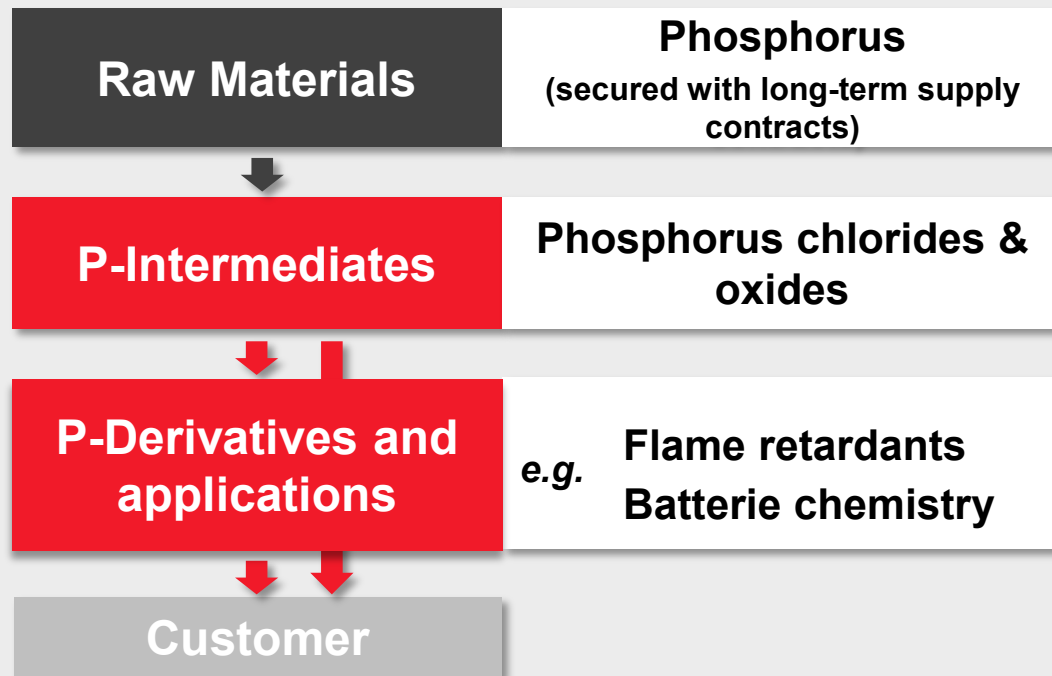 Raw Materials
Phosphorus
(secured with long-term supply
contracts)
P-Intermediates
Phosphorus chlorides &
oxides
P-Derivatives and
applications
e.g.
Flame retardants
Batterie chemistry
Customer